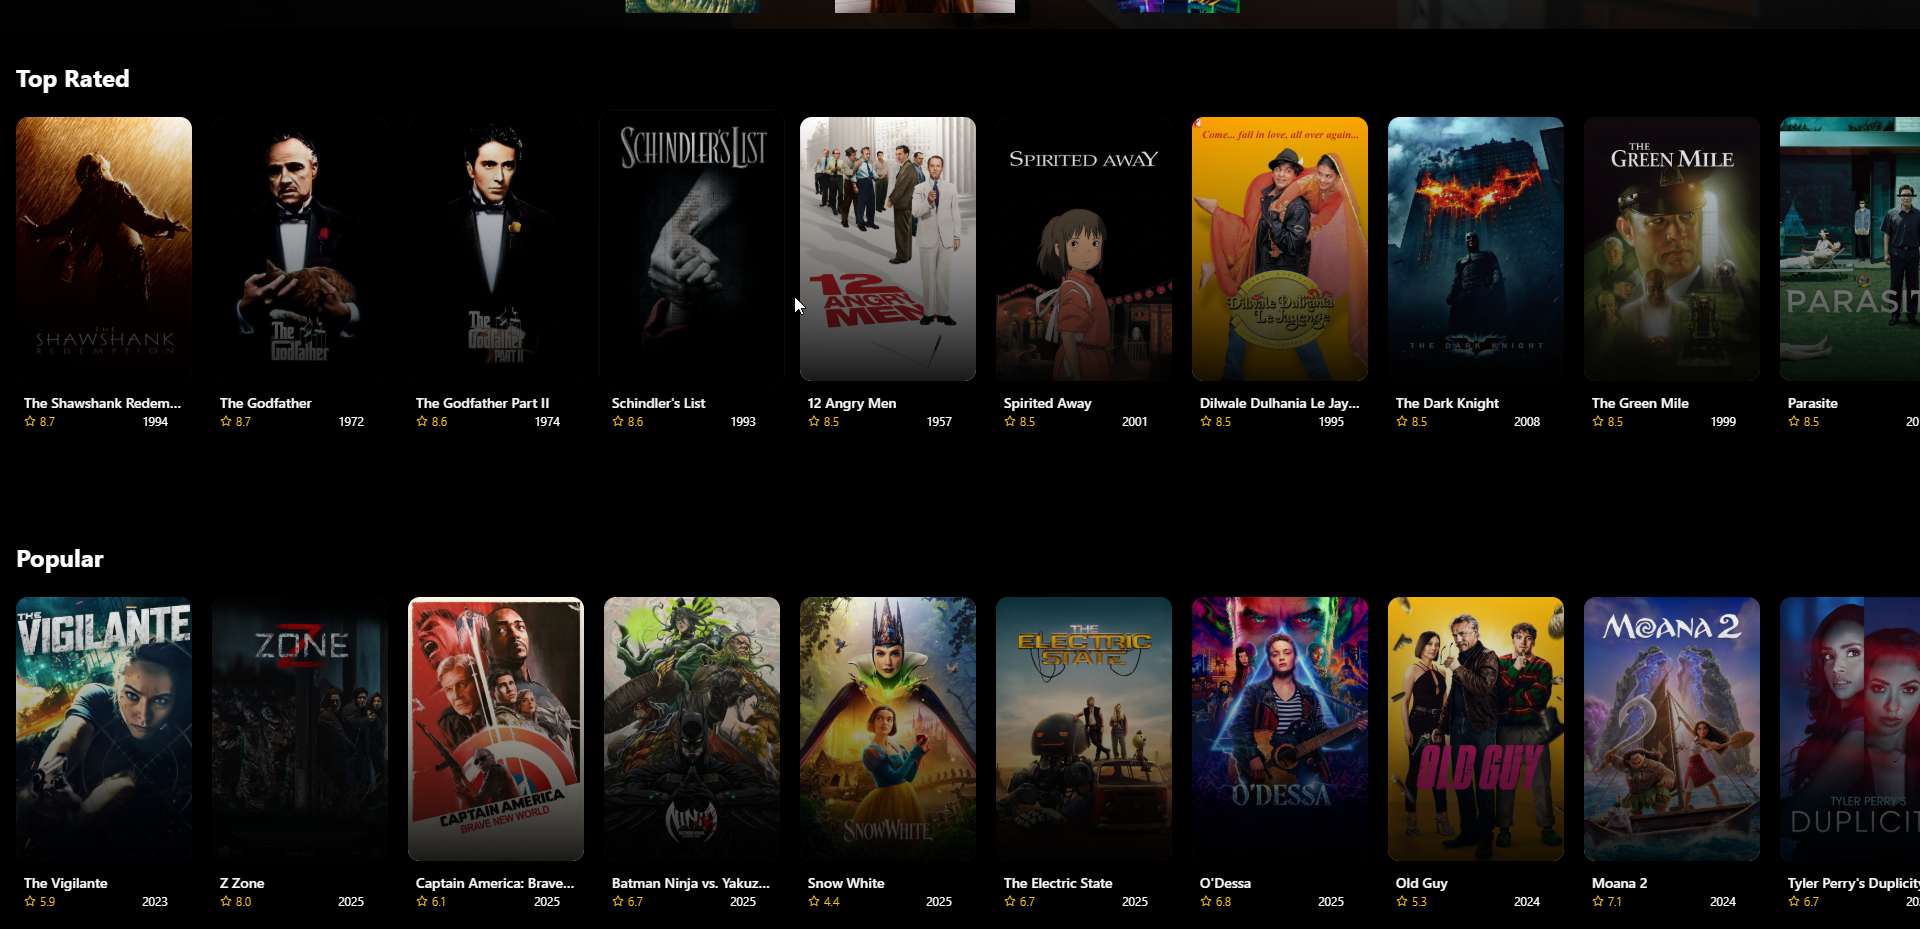 Top Rated
THE
SHAWSHANK
REDEMPTION
The Godfather
The Godfather
PART II
SCHINDLER'S LIST
12
ANGRY
MEN
SPIRITED AWAY
Come... fall in love, all over again...
Dilwale Dulhania
Le Jayenge
THE DARK KNIGHT
THE
GREEN MILE
PARASIT
The Shawshank Redem...
8.7 1994
The Godfather
8.7 1972
The Godfather Part II
8.6 1974
Schindler's List
8.6 1993
12 Angry Men
8.5 1957
Spirited Away
8.5 2001
Dilwale Dulhania Le Jay...
8.5 1995
The Dark Knight
8.5 2008
The Green Mile
8.5 1999
Parasite
8.5 20
Popular
THE
VIGILANTE
Z
ZONE
CAPTAIN AMERICA
BRAVE NEW WORLD
NINJA
SNOW WHITE
THE
ELECTRIC
STATE
O'DESSA
OLD GUY
MOANA 2
TYLER PERRY'S
DUPLICIT
The Vigilante
5.9 2023
Z Zone
8.0 2025
Captain America: Brave...
6.1 2025
Batman Ninja vs. Yakuz...
6.7 2025
Snow White
4.4 2025
The Electric State
6.7 2025
O'Dessa
6.8 2025
Old Guy
5.3 2024
Moana 2
7.1 2024
Tyler Perry's Duplicity
6.7 20